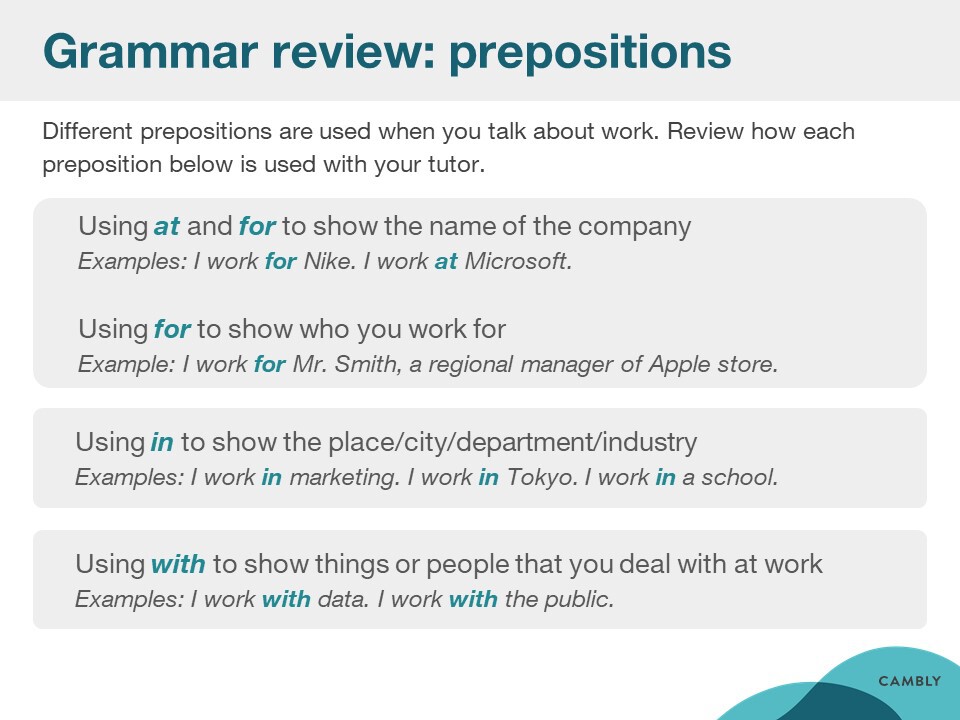 Grammar review: prepositions
Different prepositions are used when you talk about work. Review how each
preposition below is used with your tutor.
Using at and for to show the name of the company
Examples: I work for Nike. I work at Microsoft.
Using for to show who you work for
Example: I work for Mr. Smith, a regional manager of Apple store.
Using in to show the place/city/department/industry
Examples: I work in marketing. I work in Tokyo. I work in a school.
Using with to show things or people that you deal with at work
Examples: I work with data. I work with the public.
CAMBLY